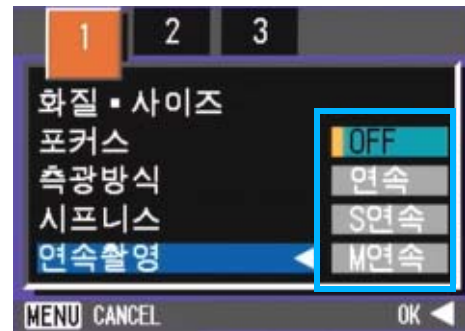 1 2 3
화질▪사이즈
포커스 OFF
측광방식 연속
시프니스 S연속
연속촬영 M연속
MENU CANCEL OK